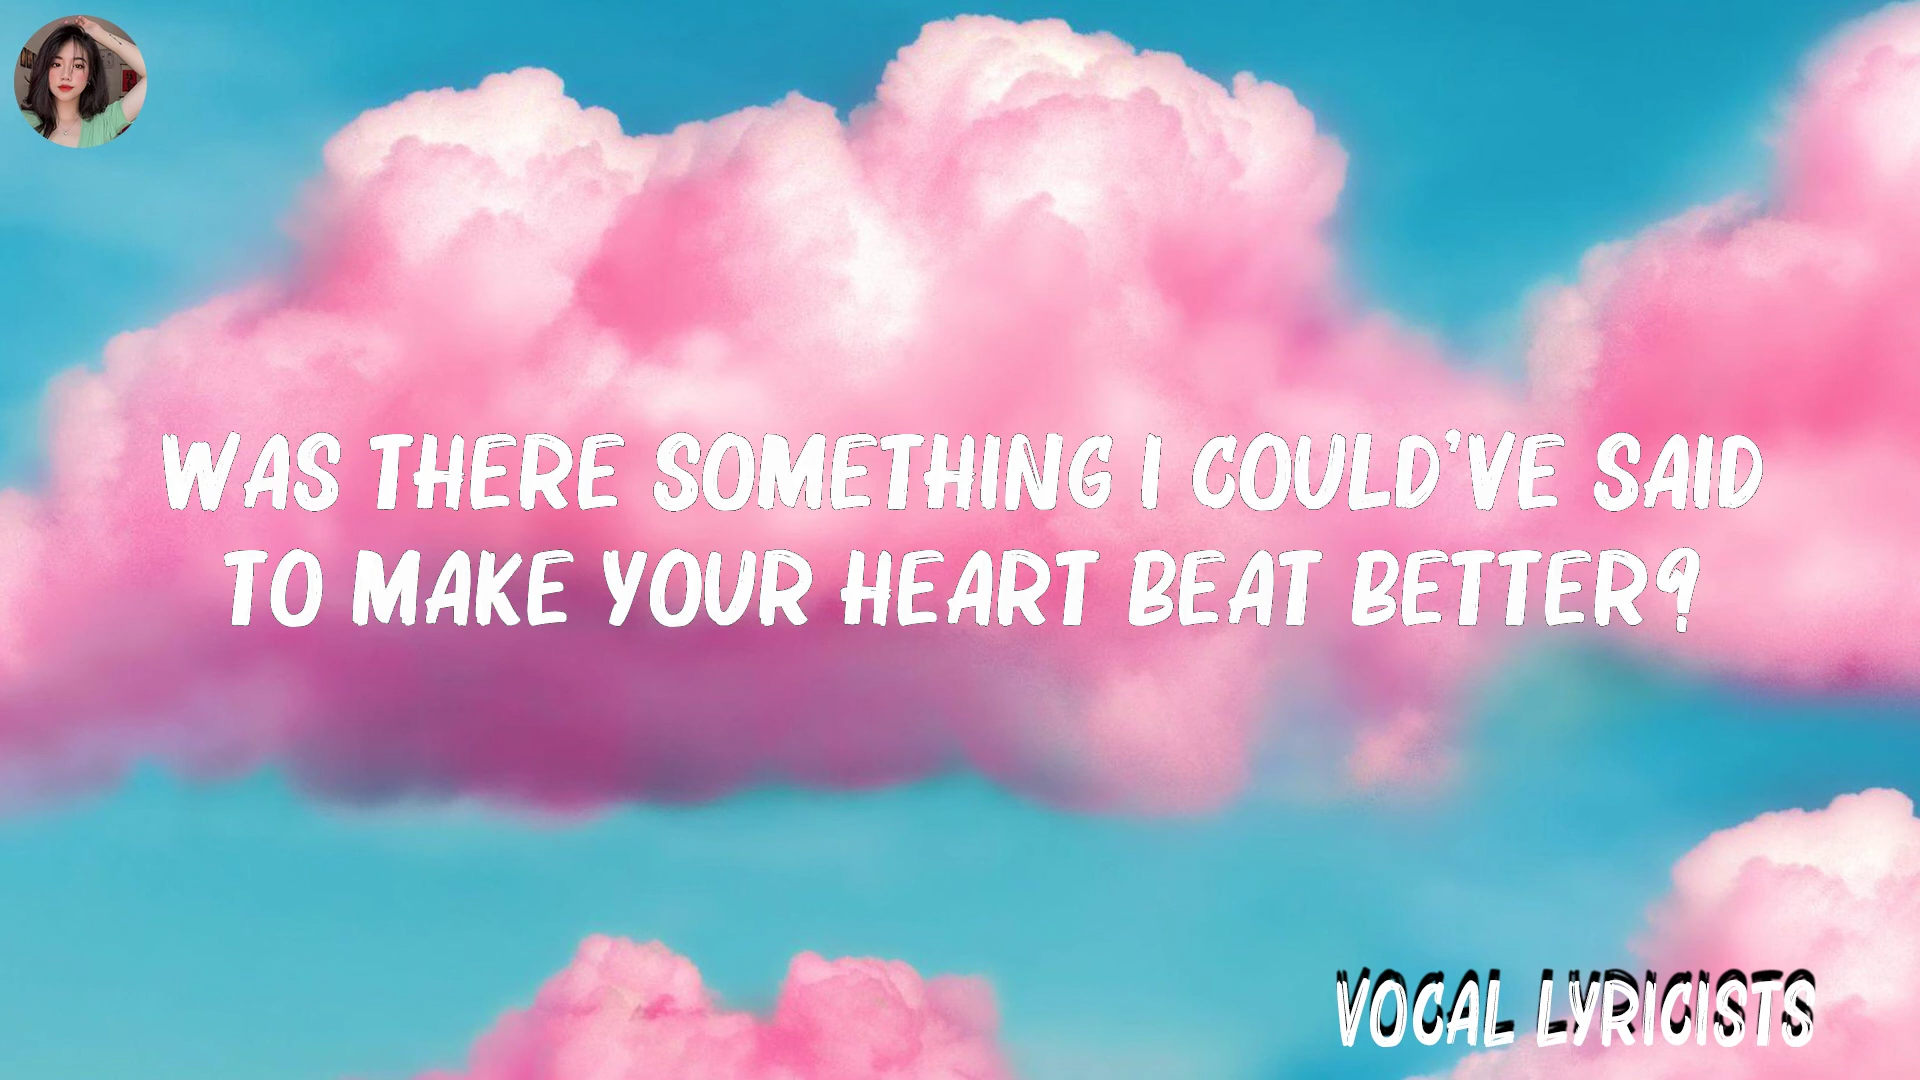 WAS THERE SOMETHING I COULD'VE SAID
TO MAKE YOUR HEART BEAT BETTER?
VOCAL LYRICISTS